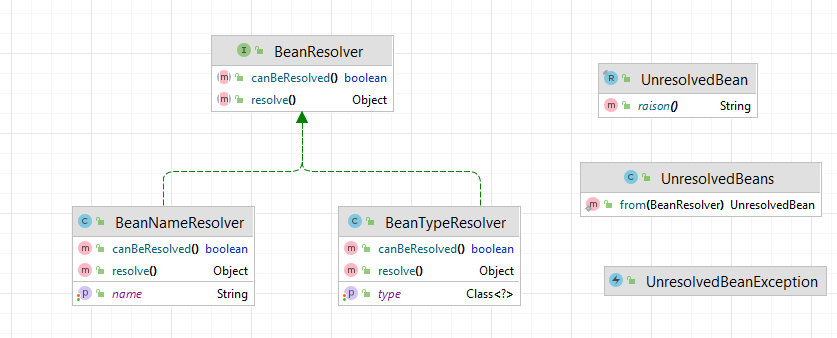 I BeanResolver
m canBeResolved() boolean
m resolve() Object
R UnresolvedBean
m raison() String
C UnresolvedBeans
m from(BeanResolver) UnresolvedBean
C BeanNameResolver
m canBeResolved() boolean
m resolve() Object
p name String
C BeanTypeResolver
m canBeResolved() boolean
m resolve() Object
p type Class<?>
UnresolvedBeanException